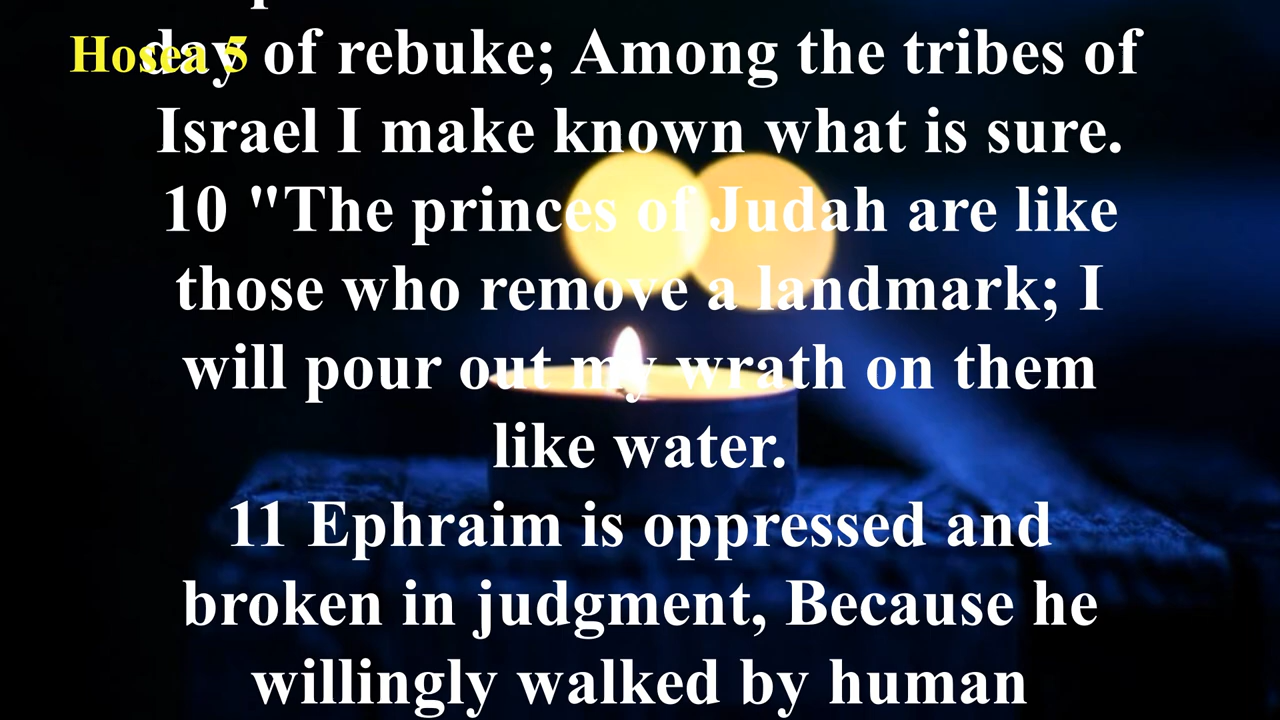 Hosea 5
day of rebuke; Among the tribes of
Israel I make known what is sure.
10 "The princes of Judah are like
those who remove a landmark; I
will pour out my wrath on them
like water.
11 Ephraim is oppressed and
broken in judgment, Because he
willingly walked by human